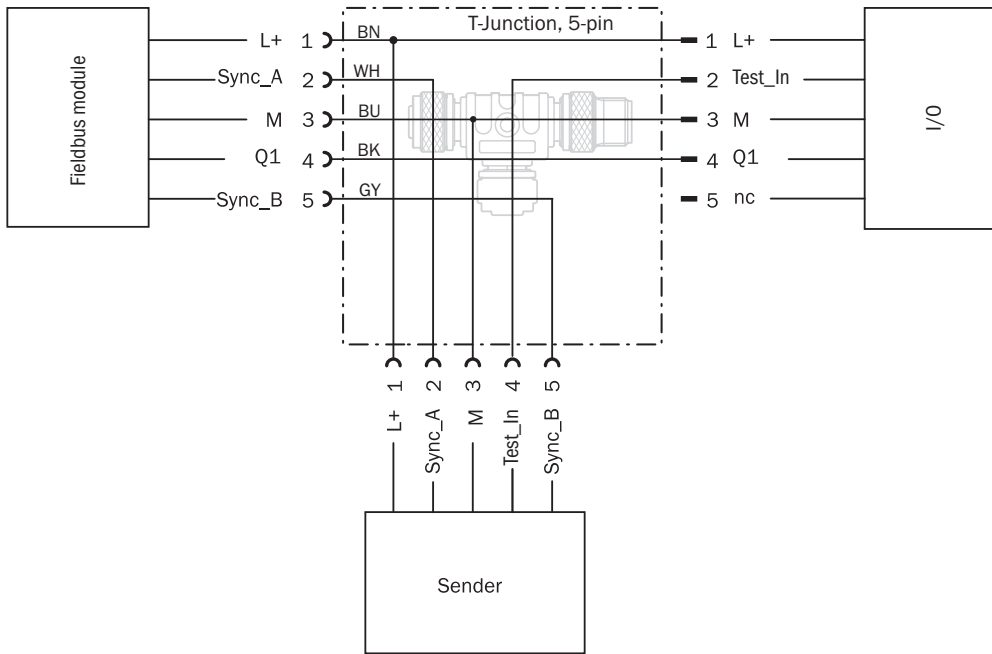 T-Junction, 5-pin
Fieldbus module
L+ 1 BN 1 L+
Sync_A 2 WH 2 Test_In
M 3 BU 3 M
Q1 4 BK 4 Q1
Sync_B 5 GY 5 nc
I/0
1 2 3 4 5
L+ Sync_A M Test_In Sync_B
Sender